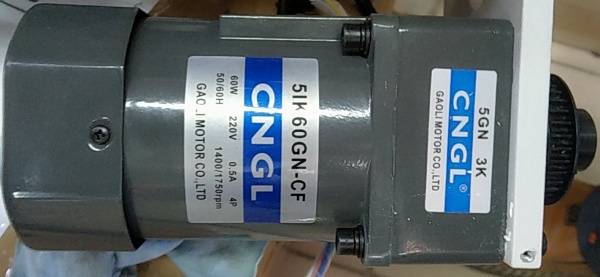 5IK60GN-CF
CNGL
60W 220V 0.5A 4P
50/60H 1400/1750rpm
GAOLI MOTOR CO.,LTD
5GN 3K
CNGL®
GAOLI MOTOR CO.,LTD